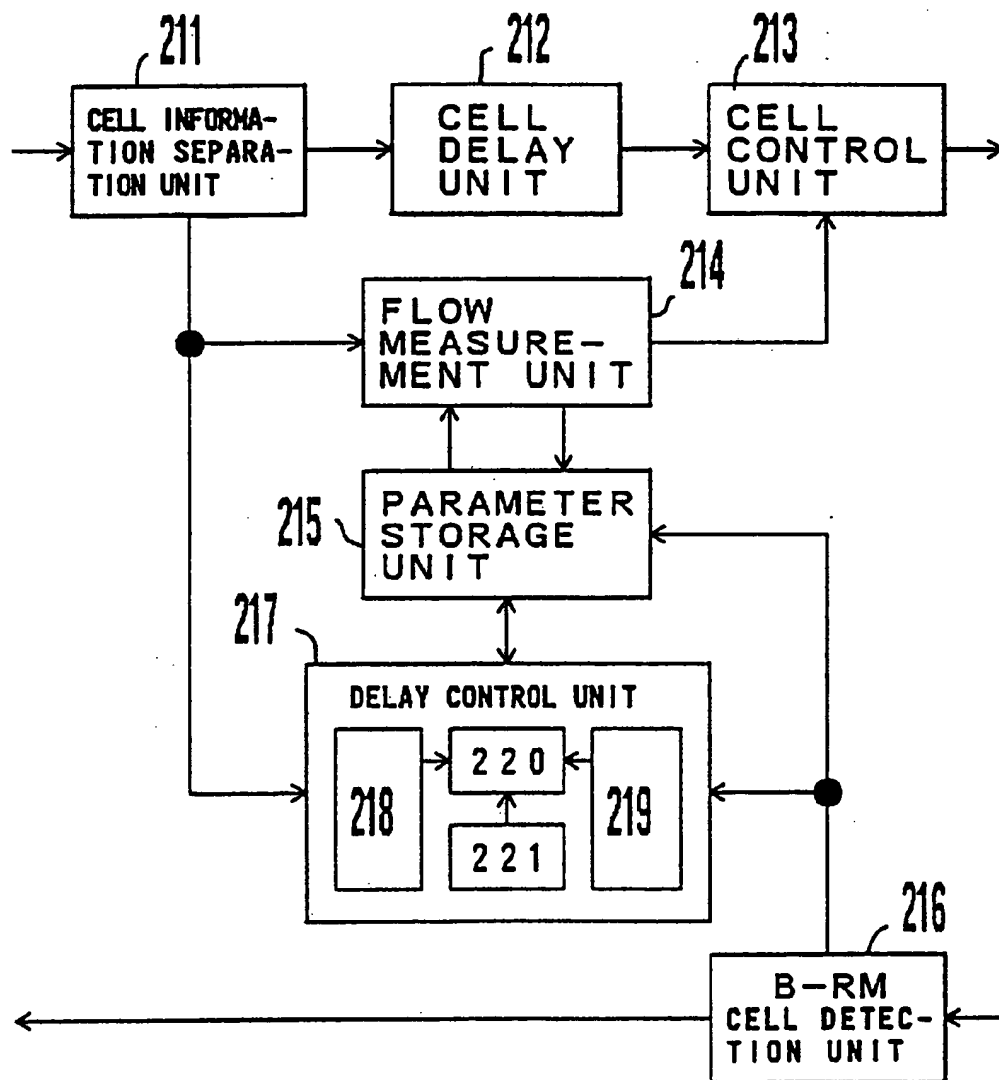 211
212
213
CELL INFORMA-
TION SEPARA-
TION UNIT
CELL
DELAY
UNIT
CELL
CONTROL
UNIT
214
FLOW
MEASURE-
MENT UNIT
215
PARAMETER
STORAGE
UNIT
217
DELAY CONTROL UNIT
218
220
221
219
216
B-RM
CELL DETEC-
TION UNIT